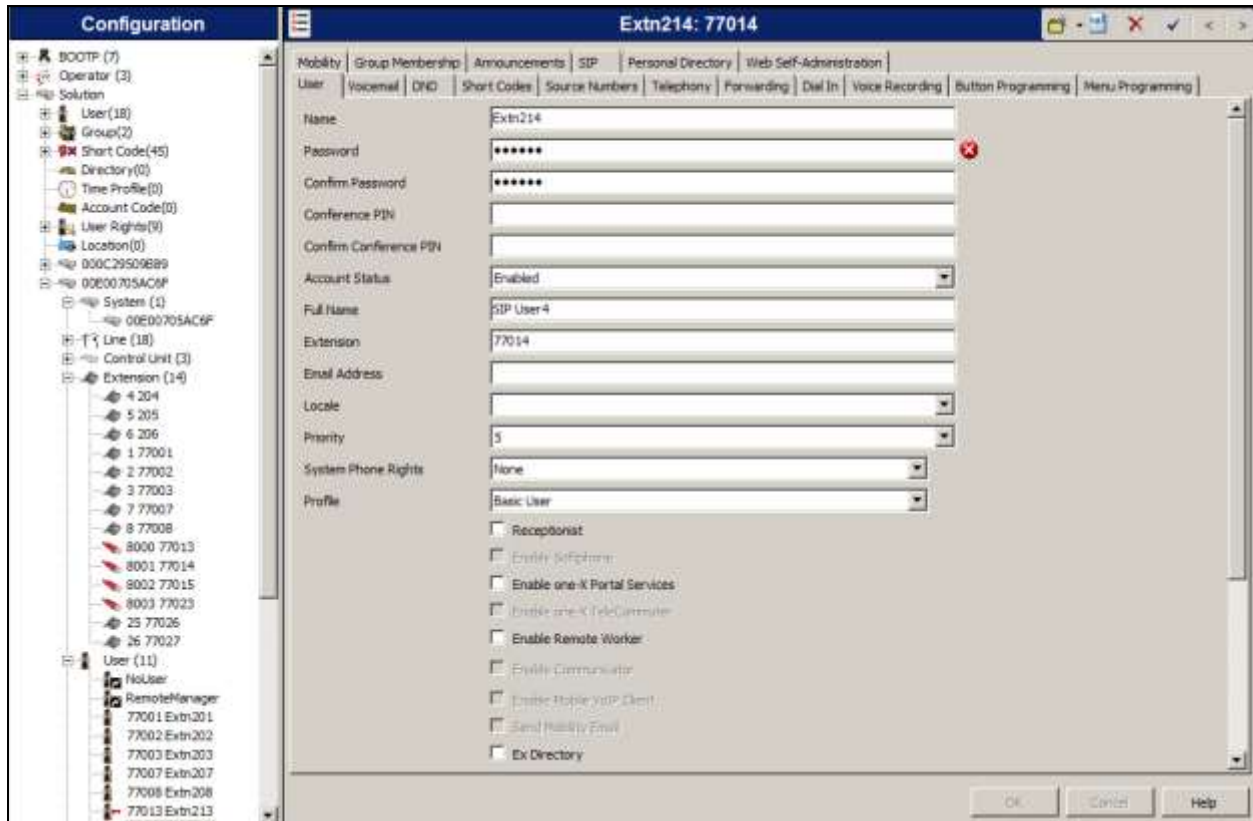 Configuration
Extn214: 77014
BOOTP (7)
Operator (3)
Solution
User(18)
Group(2)
Short Code(45)
Directory(0)
Time Profile(0)
Account Code(0)
User Rights(9)
Location(0)
000C29509BB9
00E00705AC6F
System (1)
00E00705AC6F
Line (18)
Control Unit (3)
Extension (14)
4 204
5 205
6 206
1 77001
2 77002
3 77003
7 77007
8 77008
8000 77013
8001 77014
8002 77015
8003 77023
25 77026
26 77027
User (11)
NoUser
RemoteManager
77001 Extn201
77002 Extn202
77003 Extn203
77007 Extn207
77008 Extn208
77013 Extn213
Mobility Group Membership Announcements SIP Personal Directory Web Self-Administration
User Voicemail DND Short Codes Source Numbers Telephony Forwarding Dial In Voice Recording Button Programming Menu Programming
Name Extn214
Password ••••••
Confirm Password ••••••
Conference PIN
Confirm Conference PIN
Account Status Enabled
Full Name SIP User4
Extension 77014
Email Address
Locale
Priority 5
System Phone Rights None
Profile Basic User
Receptionist
Enable Softphone
Enable one-X Portal Services
Enable one-X TeleCommuter
Enable Remote Worker
Enable Communicator
Enable Mobile VoIP Client
Send Mobility Email
Ex Directory
OK Cancel Help